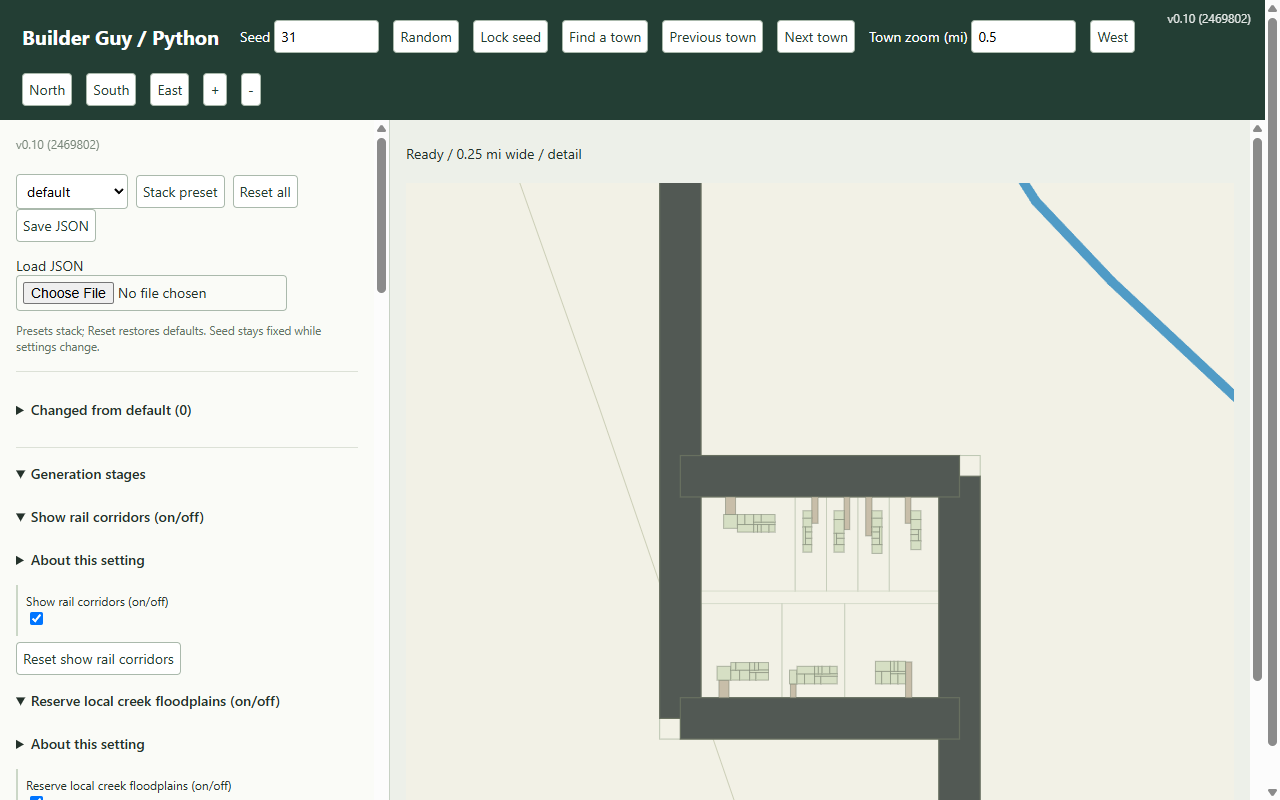 Builder Guy / Python Seed 31 Random Lock seed Find a town Previous town Next town Town zoom (mi) 0.5 West v0.10 (2469802)
North South East + -
v0.10 (2469802)
default Stack preset Reset all
Save JSON
Load JSON
Choose File No file chosen
Presets stack; Reset restores defaults. Seed stays fixed while
settings change.
Changed from default (0)
Generation stages
Show rail corridors (on/off)
About this setting
Show rail corridors (on/off)
Reset show rail corridors
Reserve local creek floodplains (on/off)
About this setting
Reserve local creek floodplains (on/off)
Ready / 0.25 mi wide / detail